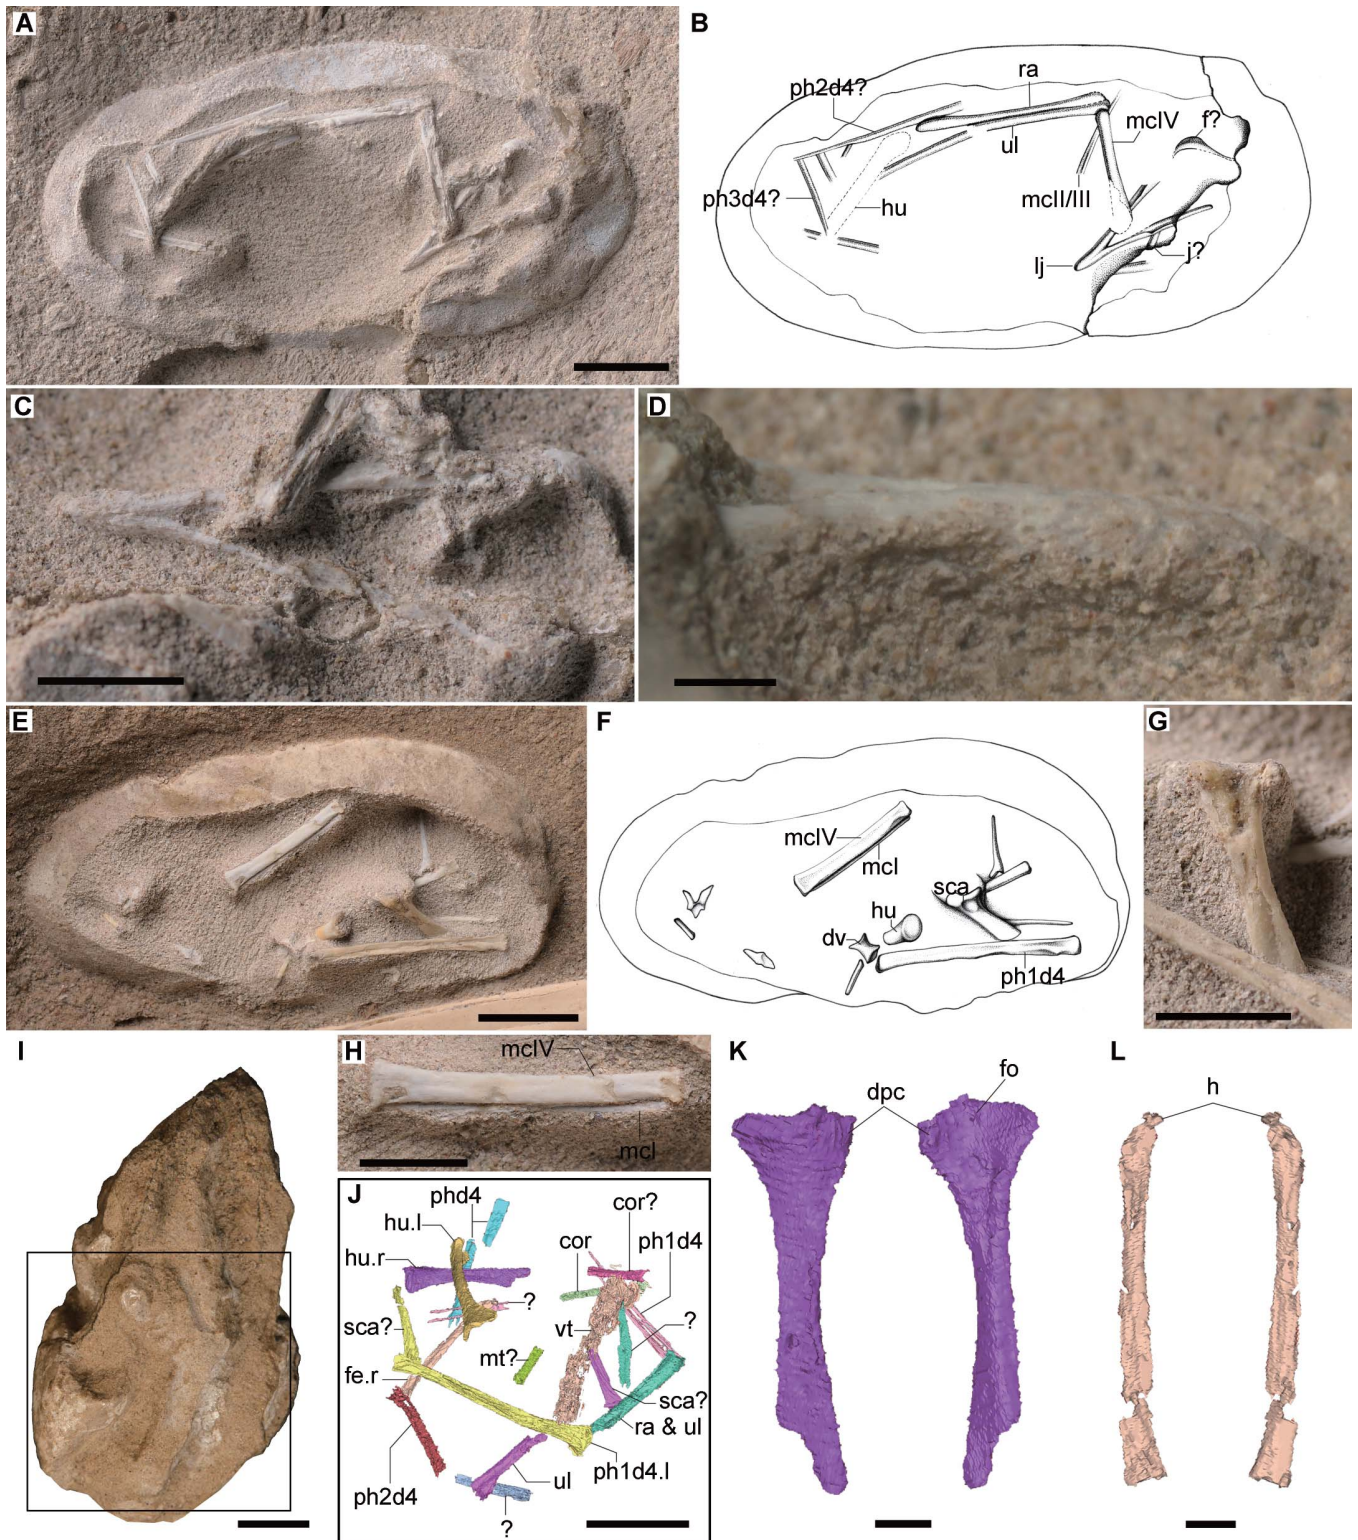 A
B
ra
ph2d4?
f?
mcIV
ul
ph3d4?
hu
mcII/III
lj
j?
C
D
E
F
G
mcIV
mcI
sca
hu
dv
ph1d4
I
H
mcIV
mcI
K
L
dpc
fo
h
J
phd4
cor?
hu.l
cor
ph1d4
hu.r
?
sca?
vt
?
mt?
fe.r
sca?
ra & ul
ph2d4
ul
ph1d4.l
?